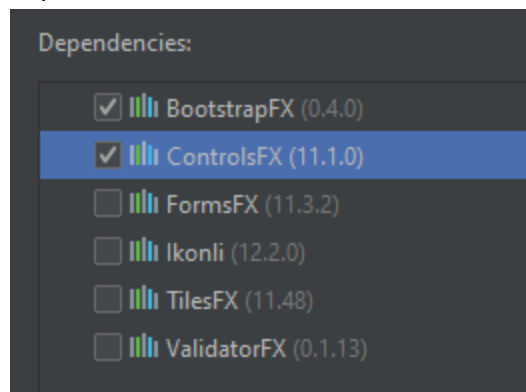 Dependencies:
BootstrapFX (0.4.0)
ControlsFX (11.1.0)
FormsFX (11.3.2)
Ikonli (12.2.0)
TilesFX (11.48)
ValidatorFX (0.1.13)